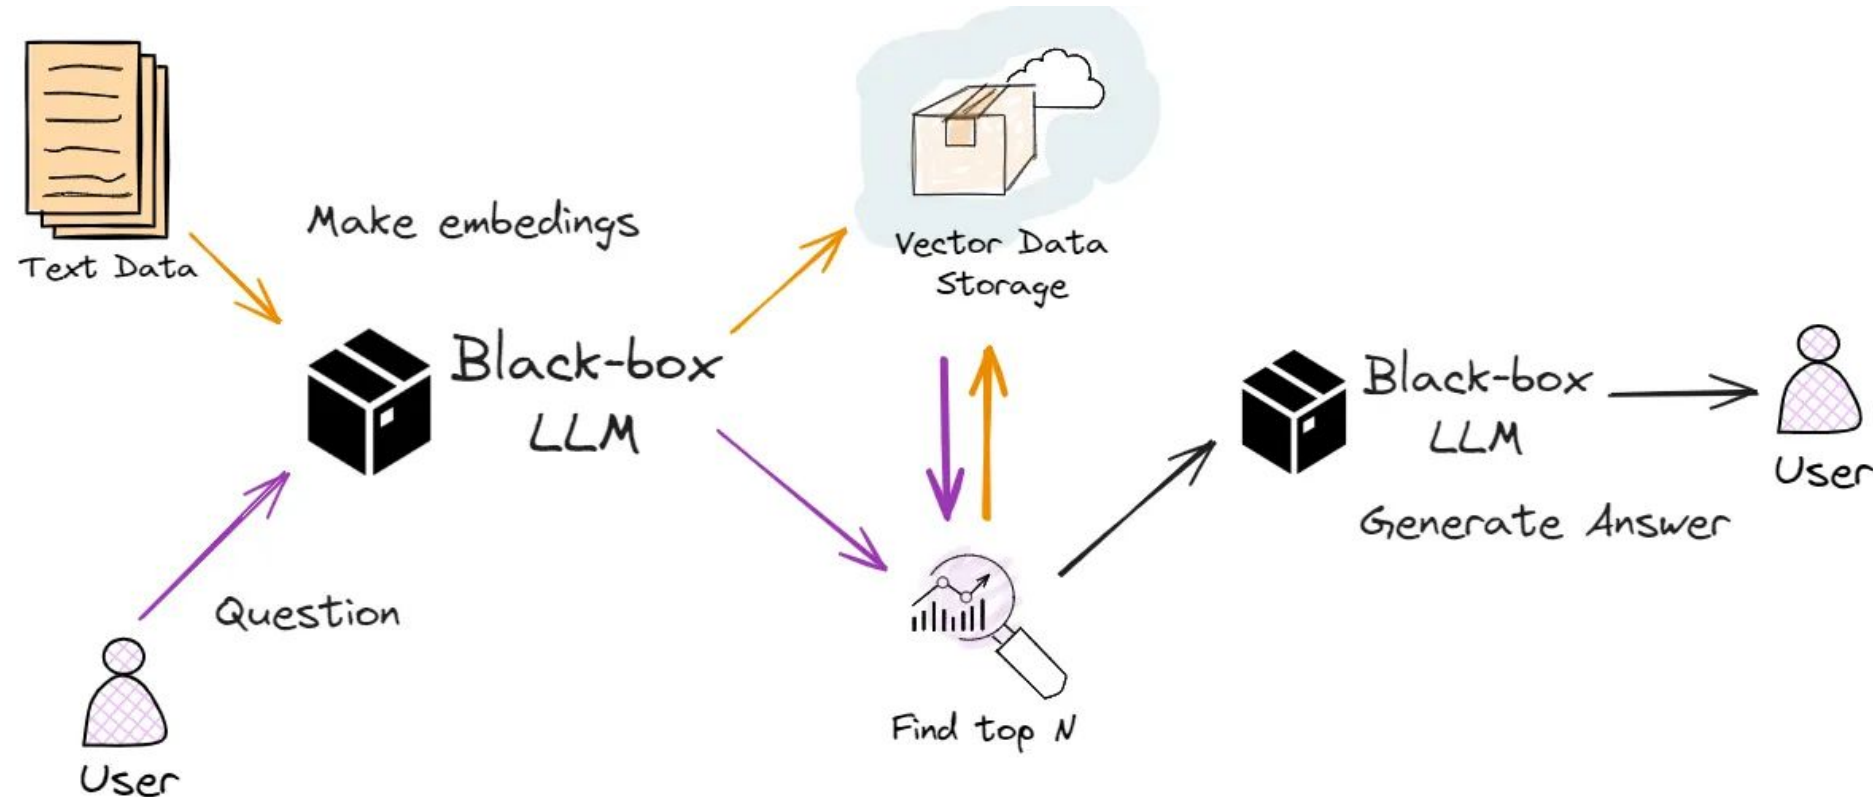 Text Data
Make embedings
Black-box
LLM
Question
User
Vector Data
Storage
Find top N
Black-box
LLM
Generate Answer
User